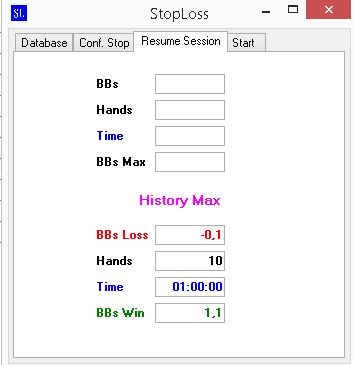 SL StopLoss
Database Conf. Stop Resume Session Start
BBs
Hands
Time
BBs Max
History Max
BBs Loss -0,1
Hands 10
Time 01:00:00
BBs Win 1,1